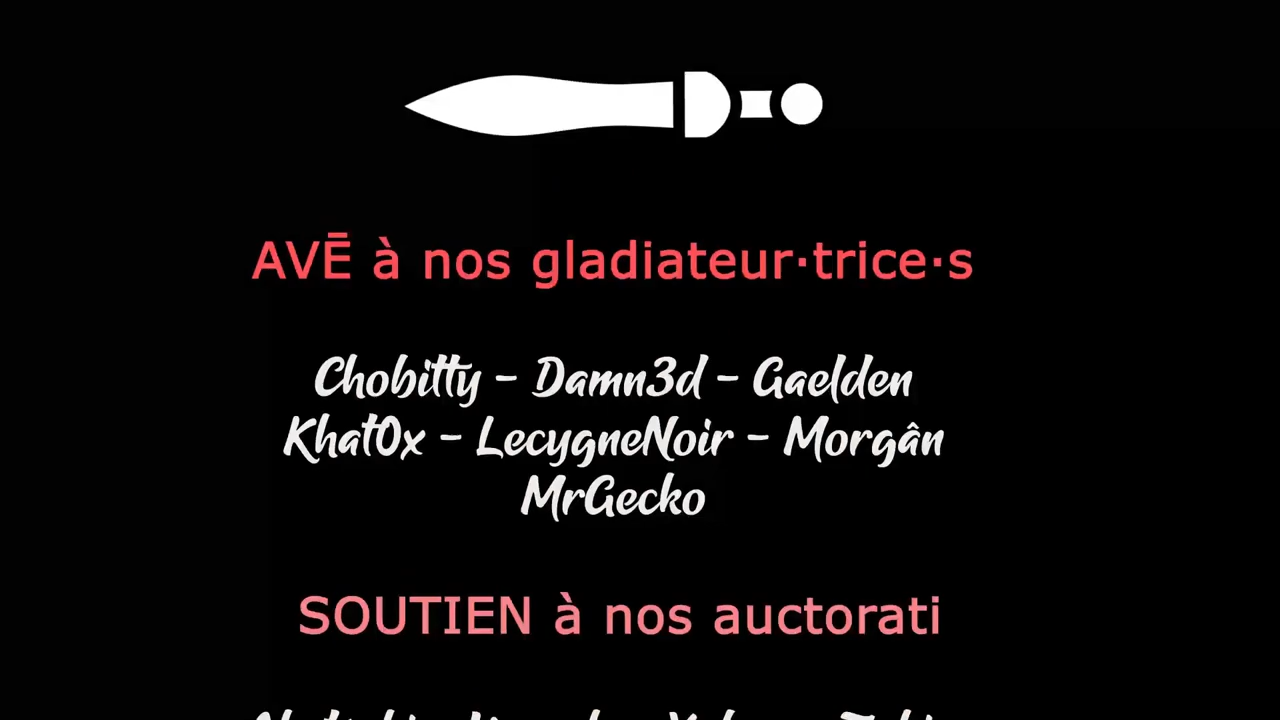 AVĒ à nos gladiateur·trice·s
Chobitty - Damn3d - Gaelden
Khat0x - LecygneNoir - Morgân
MrGecko
SOUTIEN à nos auctorati